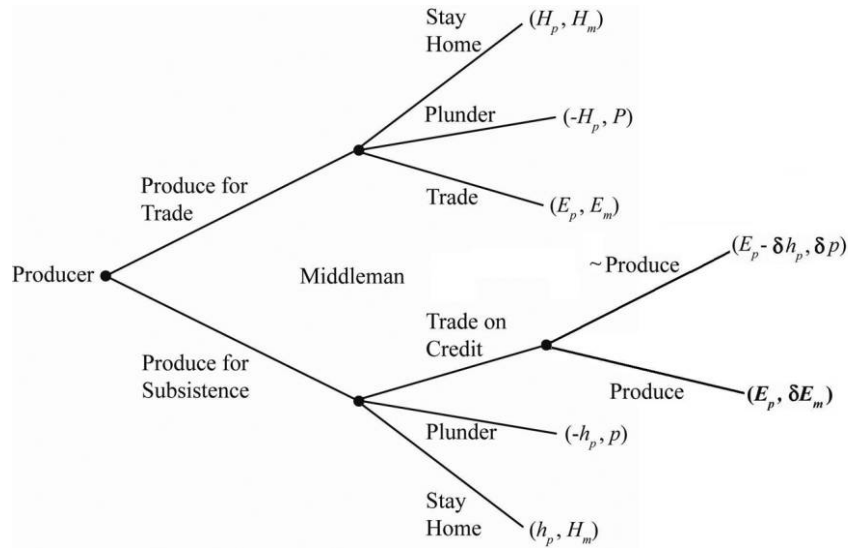 Stay
Home
(H_p, H_m)
Plunder
(-H_p, P)
Produce for
Trade
Trade
(E_p, E_m)
Producer
Middleman
~Produce
(E_p- δh_p, δp)
Trade on
Credit
Produce for
Subsistence
Produce
(E_p, δE_m)
Plunder
(-h_p, p)
Stay
Home
(h_p, H_m)